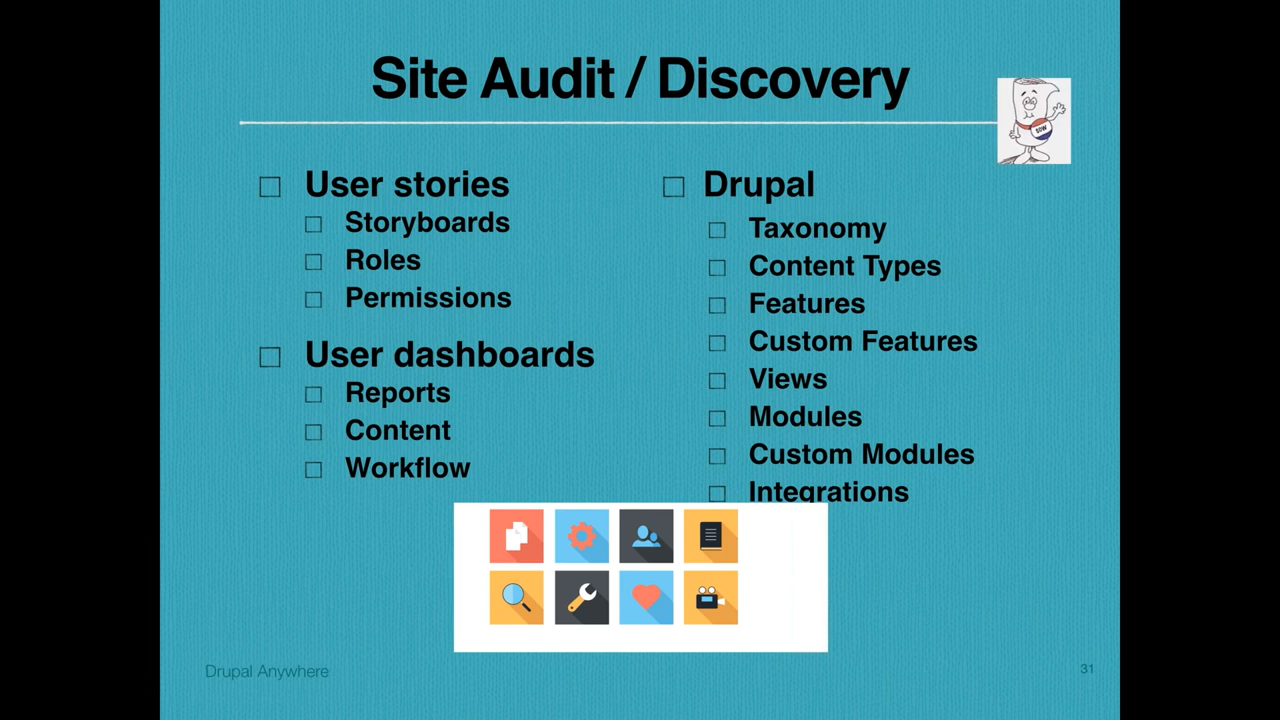 Site Audit / Discovery
SOW
User stories
Storyboards
Roles
Permissions
User dashboards
Reports
Content
Workflow
Drupal
Taxonomy
Content Types
Features
Custom Features
Views
Modules
Custom Modules
Integrations
Drupal Anywhere
31